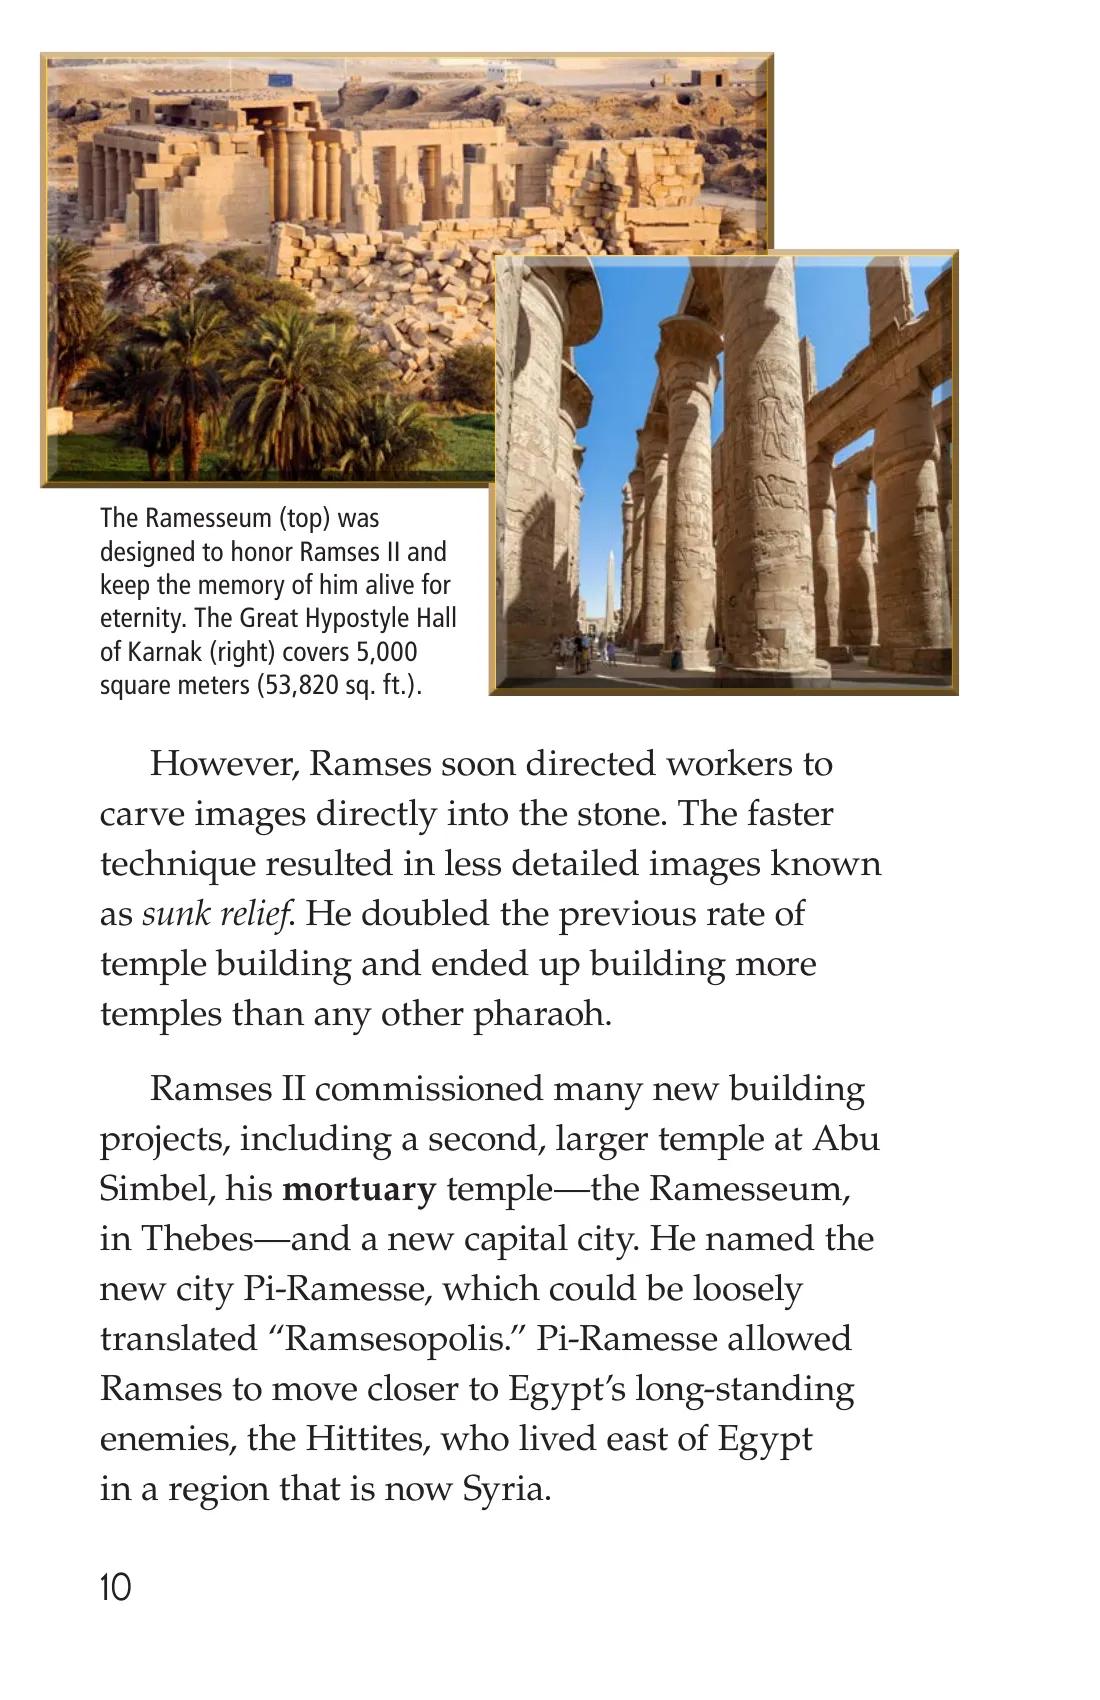 The Ramesseum (top) was
designed to honor Ramses II and
keep the memory of him alive for
eternity. The Great Hypostyle Hall
of Karnak (right) covers 5,000
square meters (53,820 sq. ft.).
However, Ramses soon directed workers to
carve images directly into the stone. The faster
technique resulted in less detailed images known
as sunk relief. He doubled the previous rate of
temple building and ended up building more
temples than any other pharaoh.
Ramses II commissioned many new building
projects, including a second, larger temple at Abu
Simbel, his mortuary temple—the Ramesseum,
in Thebes—and a new capital city. He named the
new city Pi-Ramesse, which could be loosely
translated “Ramsesopolis.” Pi-Ramesse allowed
Ramses to move closer to Egypt’s long-standing
enemies, the Hittites, who lived east of Egypt
in a region that is now Syria.
10